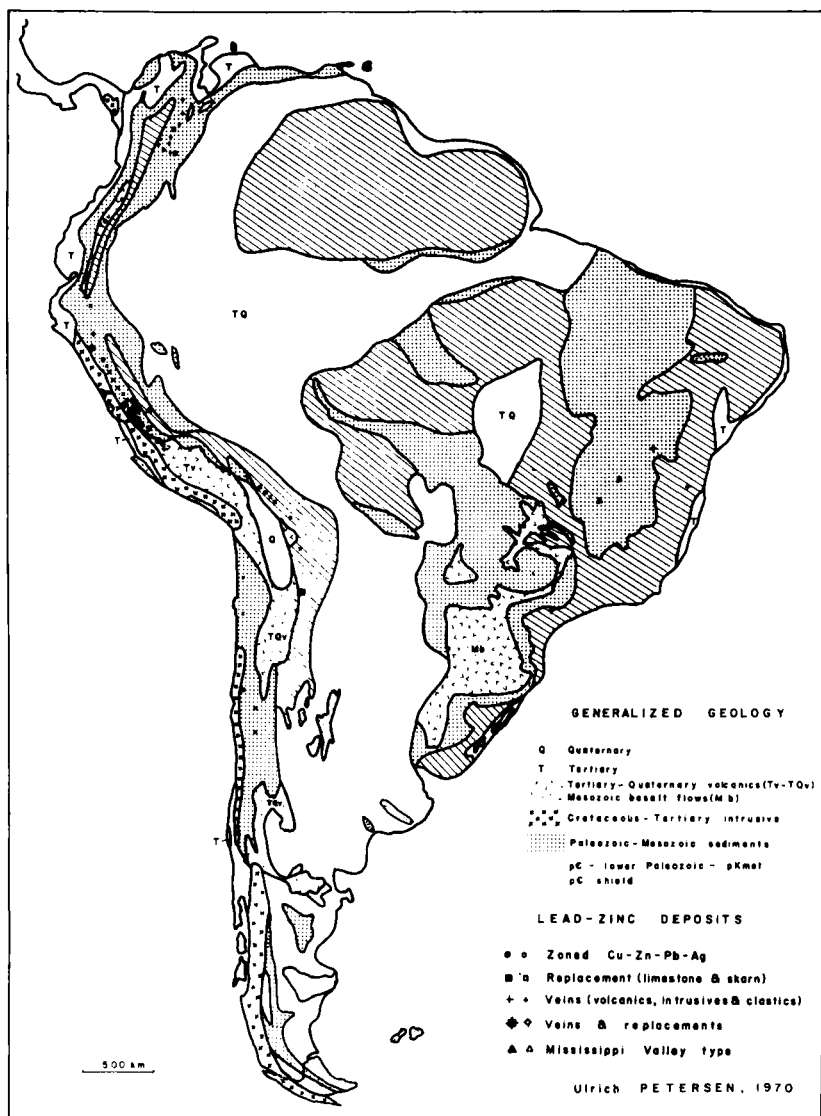 T
T
T
TQ
T
T-
Tv
TQ
T
Q
TQv
Mb
TQv
T
GENERALIZED GEOLOGY
Q Quaternary
T Tertiary
Tertiary-Quaternary volcanics (Tv-TQv)
Mesozoic basalt flows (Mb)
Cretaceous-Tertiary intrusive
Paleozoic-Mesozoic sediments
p€ - lower Paleozoic - pKmet
p€ shield
LEAD-ZINC DEPOSITS
Zoned Cu-Zn-Pb-Ag
Replacement (limestone & skarn)
Veins (volcanics, intrusives & clastics)
Veins & replacements
Mississippi Valley type
500 km
Ulrich PETERSEN, 1970